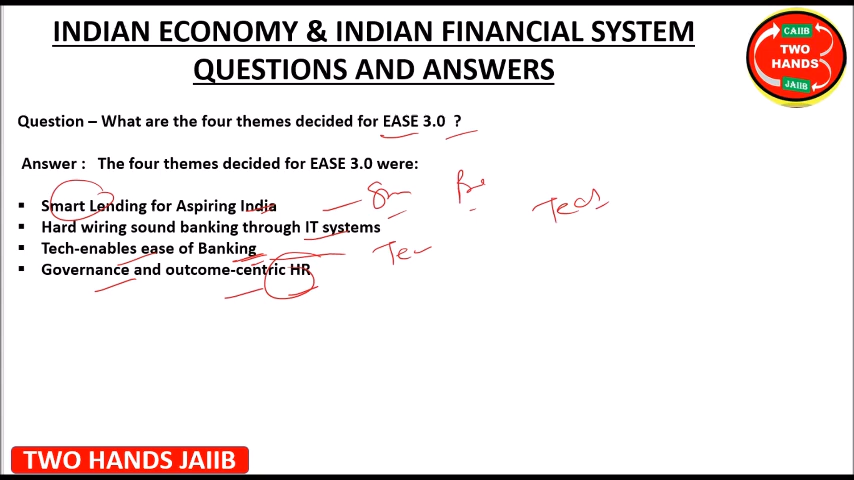 INDIAN ECONOMY & INDIAN FINANCIAL SYSTEM
QUESTIONS AND ANSWERS
CAIIB
TWO
HANDS
JAIIB
Question – What are the four themes decided for EASE 3.0 ?
Answer : The four themes decided for EASE 3.0 were:
▪ Smart Lending for Aspiring India
▪ Hard wiring sound banking through IT systems
▪ Tech-enables ease of Banking
▪ Governance and outcome-centric HR
TWO HANDS JAIIB